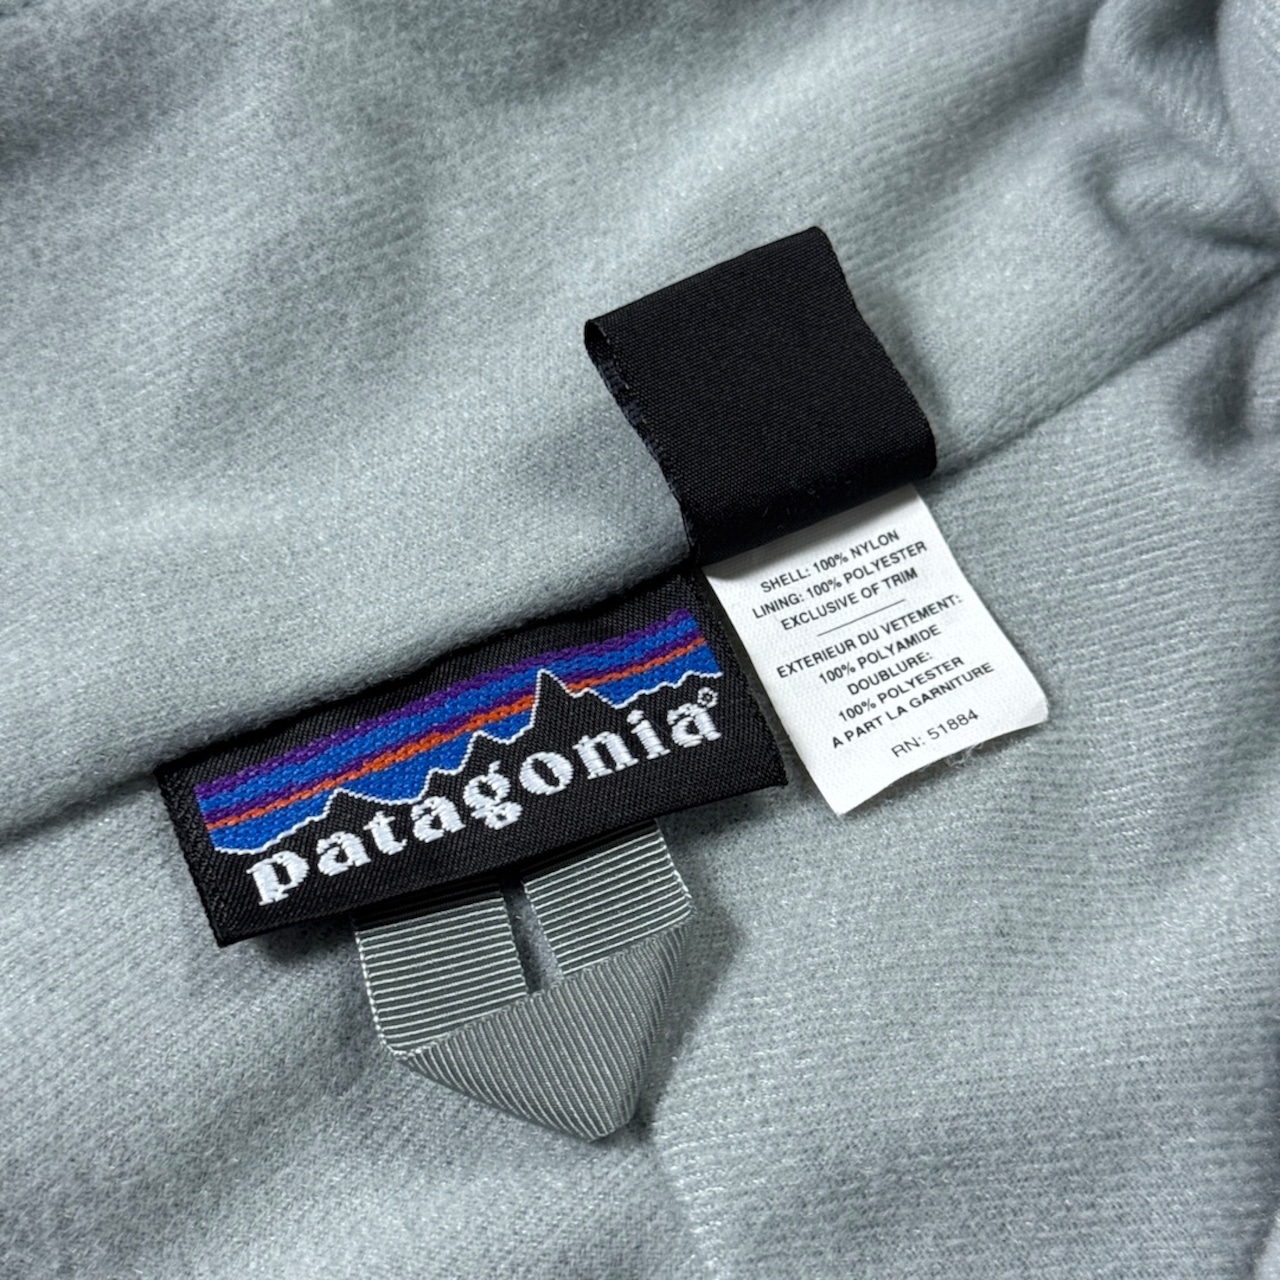 patagonia®
SHELL: 100% NYLON
LINING: 100% POLYESTER
EXCLUSIVE OF TRIM
EXTERIEUR DU VETEMENT:
100% POLYAMIDE
DOUBLURE:
100% POLYESTER
A PART LA GARNITURE
RN: 51884